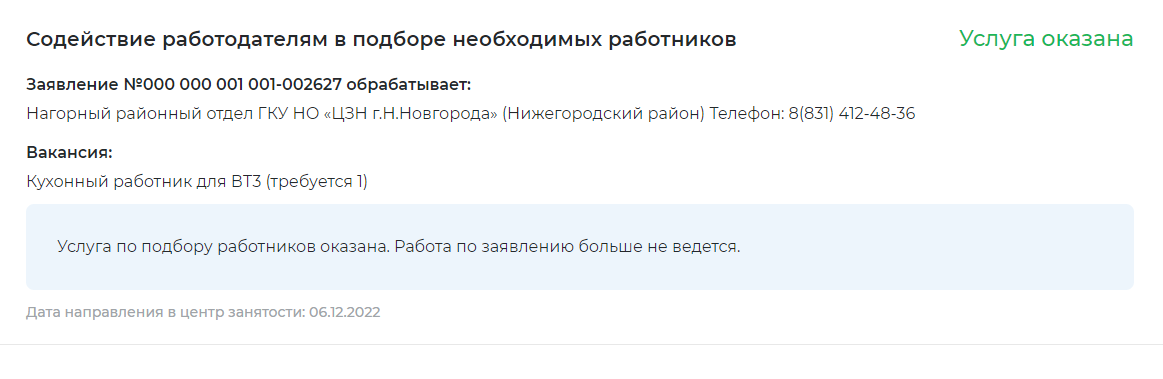 Содействие работодателям в подборе необходимых работников
Услуга оказана
Заявление №000 000 001 001-002627 обрабатывает:
Нагорный районный отдел ГКУ НО «ЦЗН г.Н.Новгорода» (Нижегородский район) Телефон: 8(831) 412-48-36
Вакансия:
Кухонный работник для ВТЗ (требуется 1)
Услуга по подбору работников оказана. Работа по заявлению больше не ведется.
Дата направления в центр занятости: 06.12.2022